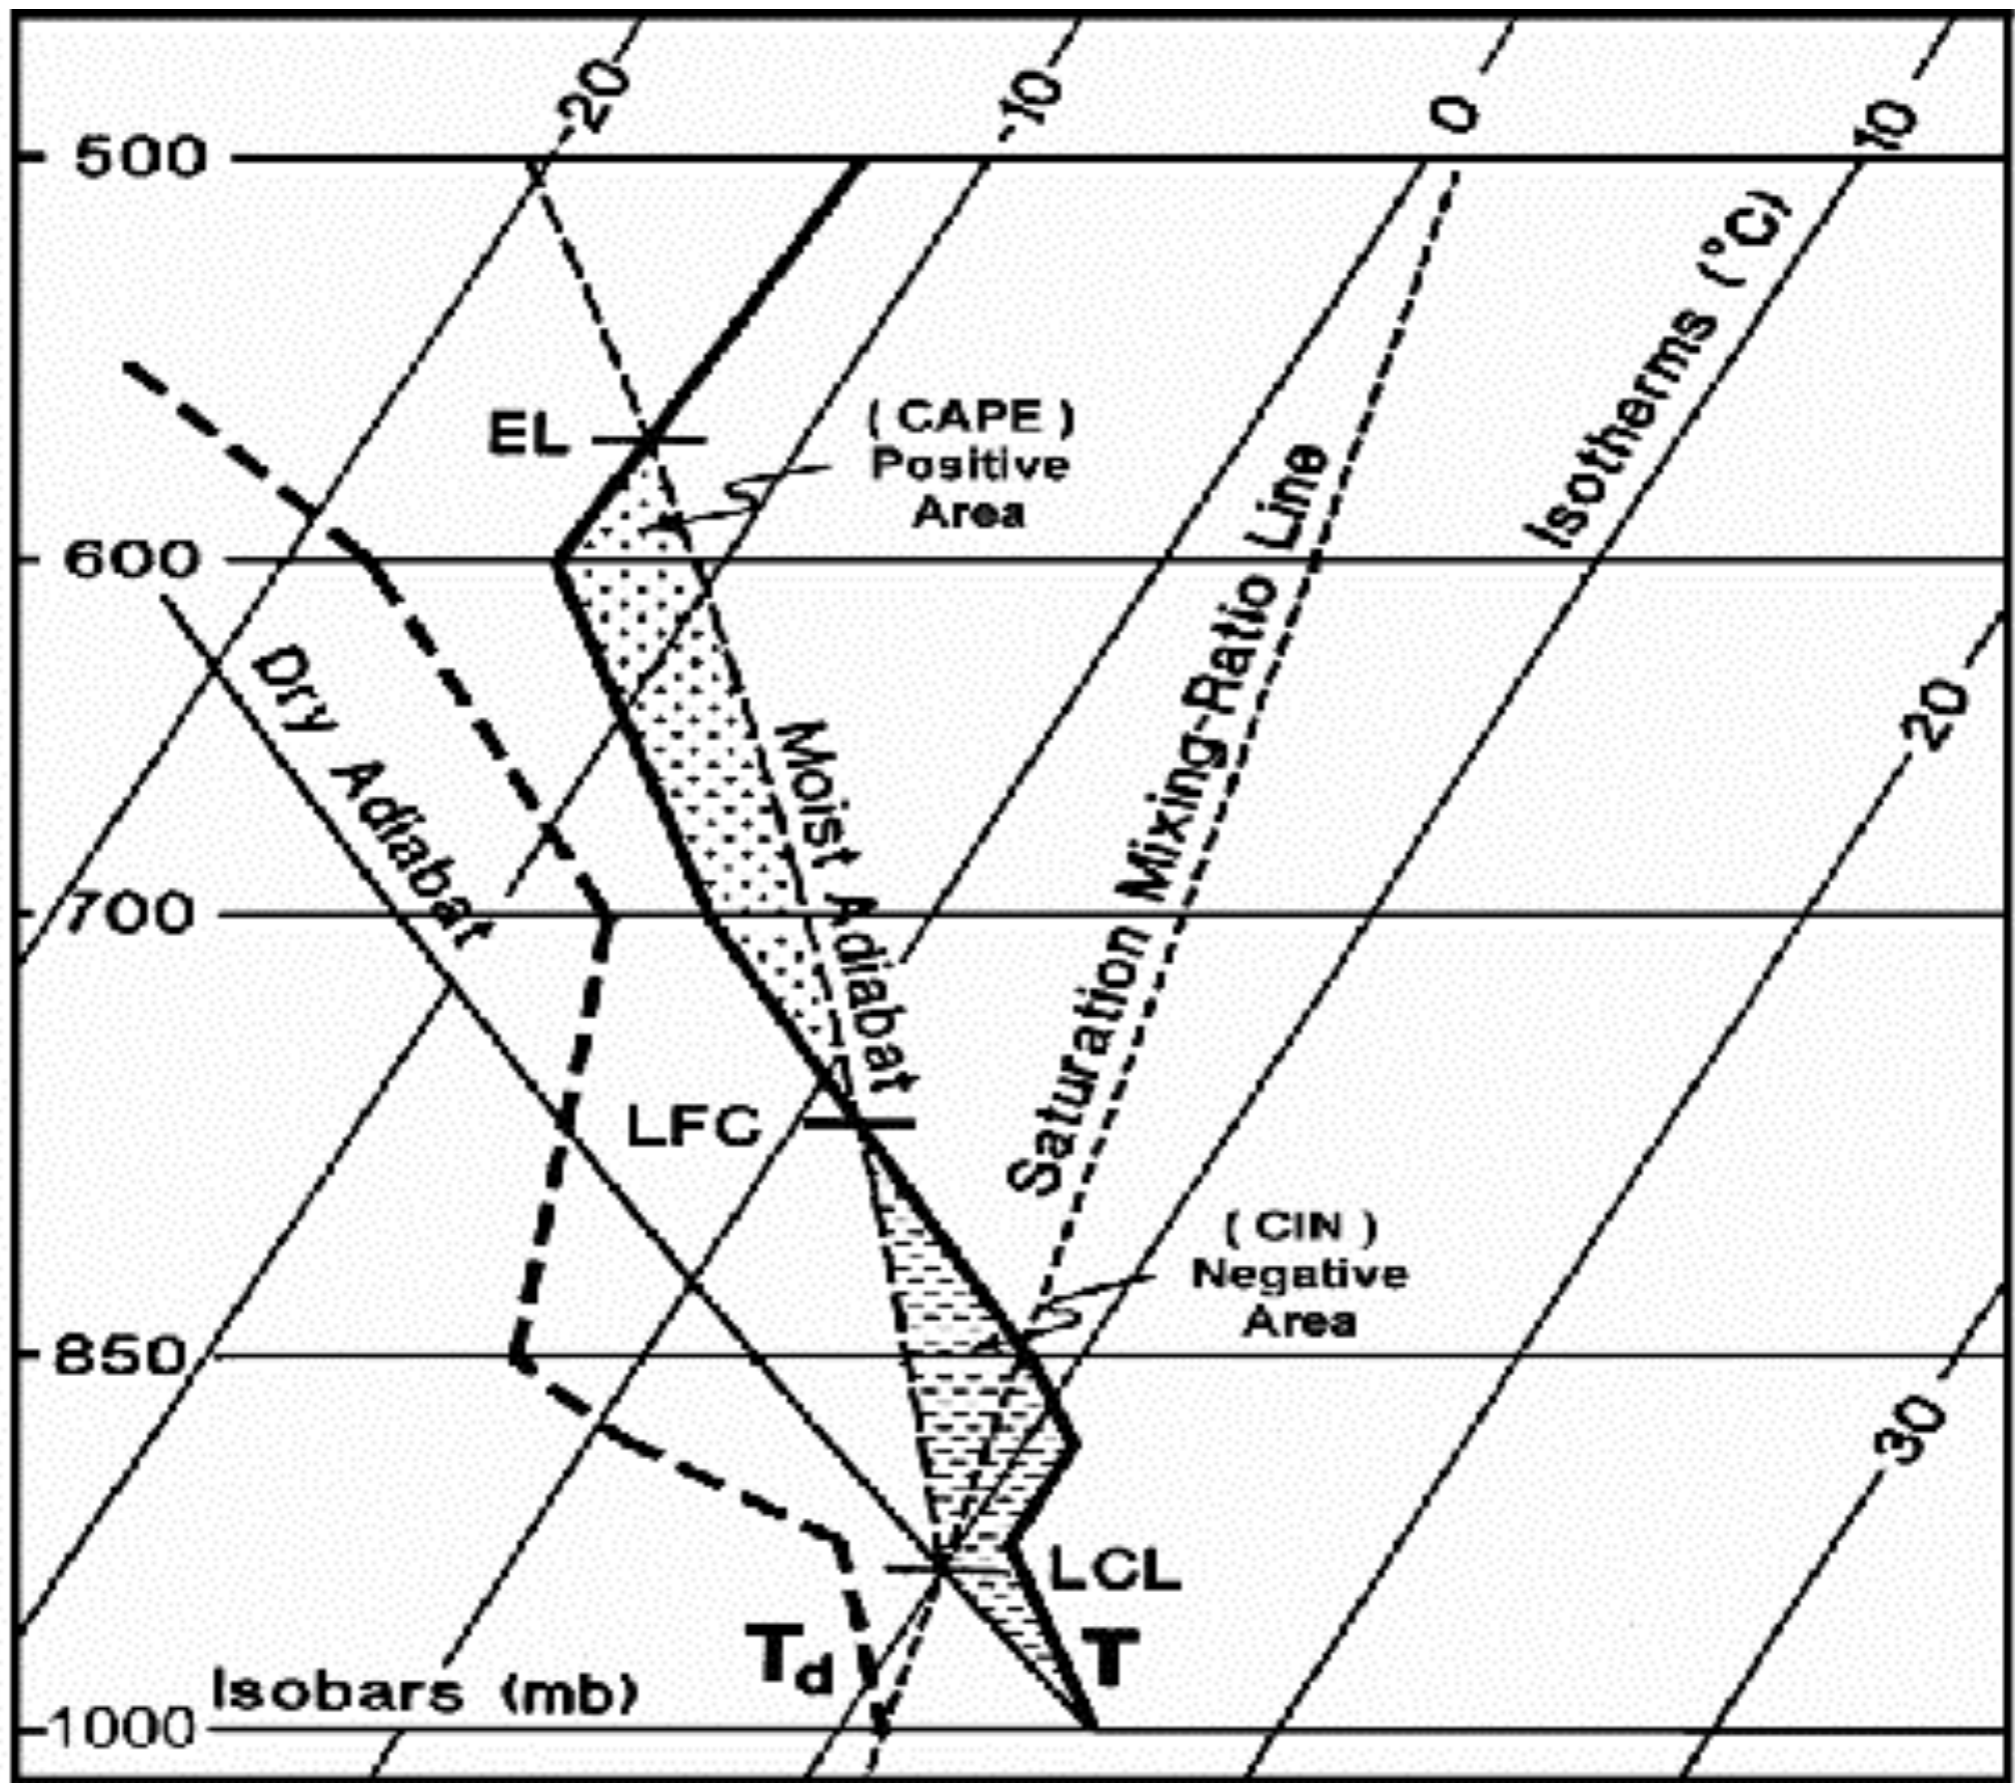 -20
-10
0
10
500
Isotherms (°C)
EL
( CAPE )
Positive
Area
600
Dry Adiabat
Moist Adiabat
Saturation Mixing-Ratio Line
20
700
LFC
( CIN )
Negative
Area
850
30
LCL
Td
T
Isobars (mb)
1000